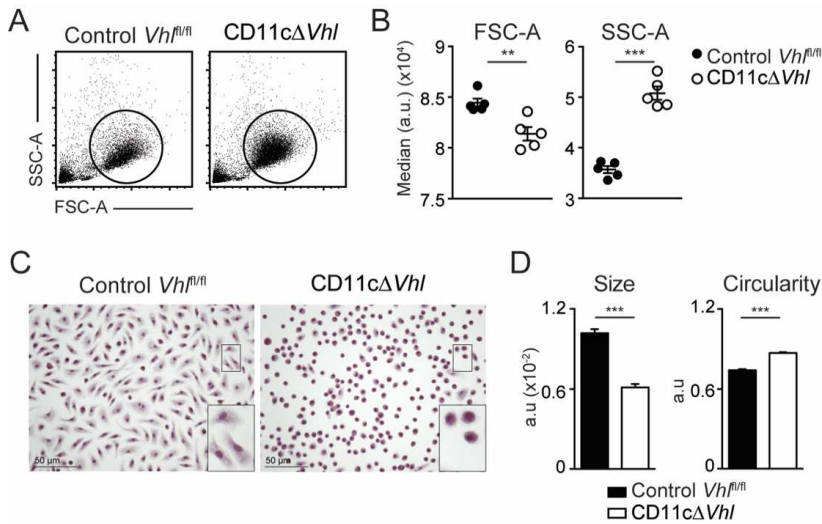 A
Control Vhlfl/fl
CD11cΔVhl
SSC-A
FSC-A
B
FSC-A
SSC-A
Median (a.u.) (x10⁴)
9
8.5
8
7.5
**
6
5
4
3
***
Control Vhlfl/fl
CD11cΔVhl
C
Control Vhlfl/fl
CD11cΔVhl
50 µm
50 µm
D
Size
Circularity
a.u (x10⁻²)
1.2
0.6
0
***
a.u
1.2
0.6
0
***
Control Vhlfl/fl
CD11cΔVhl